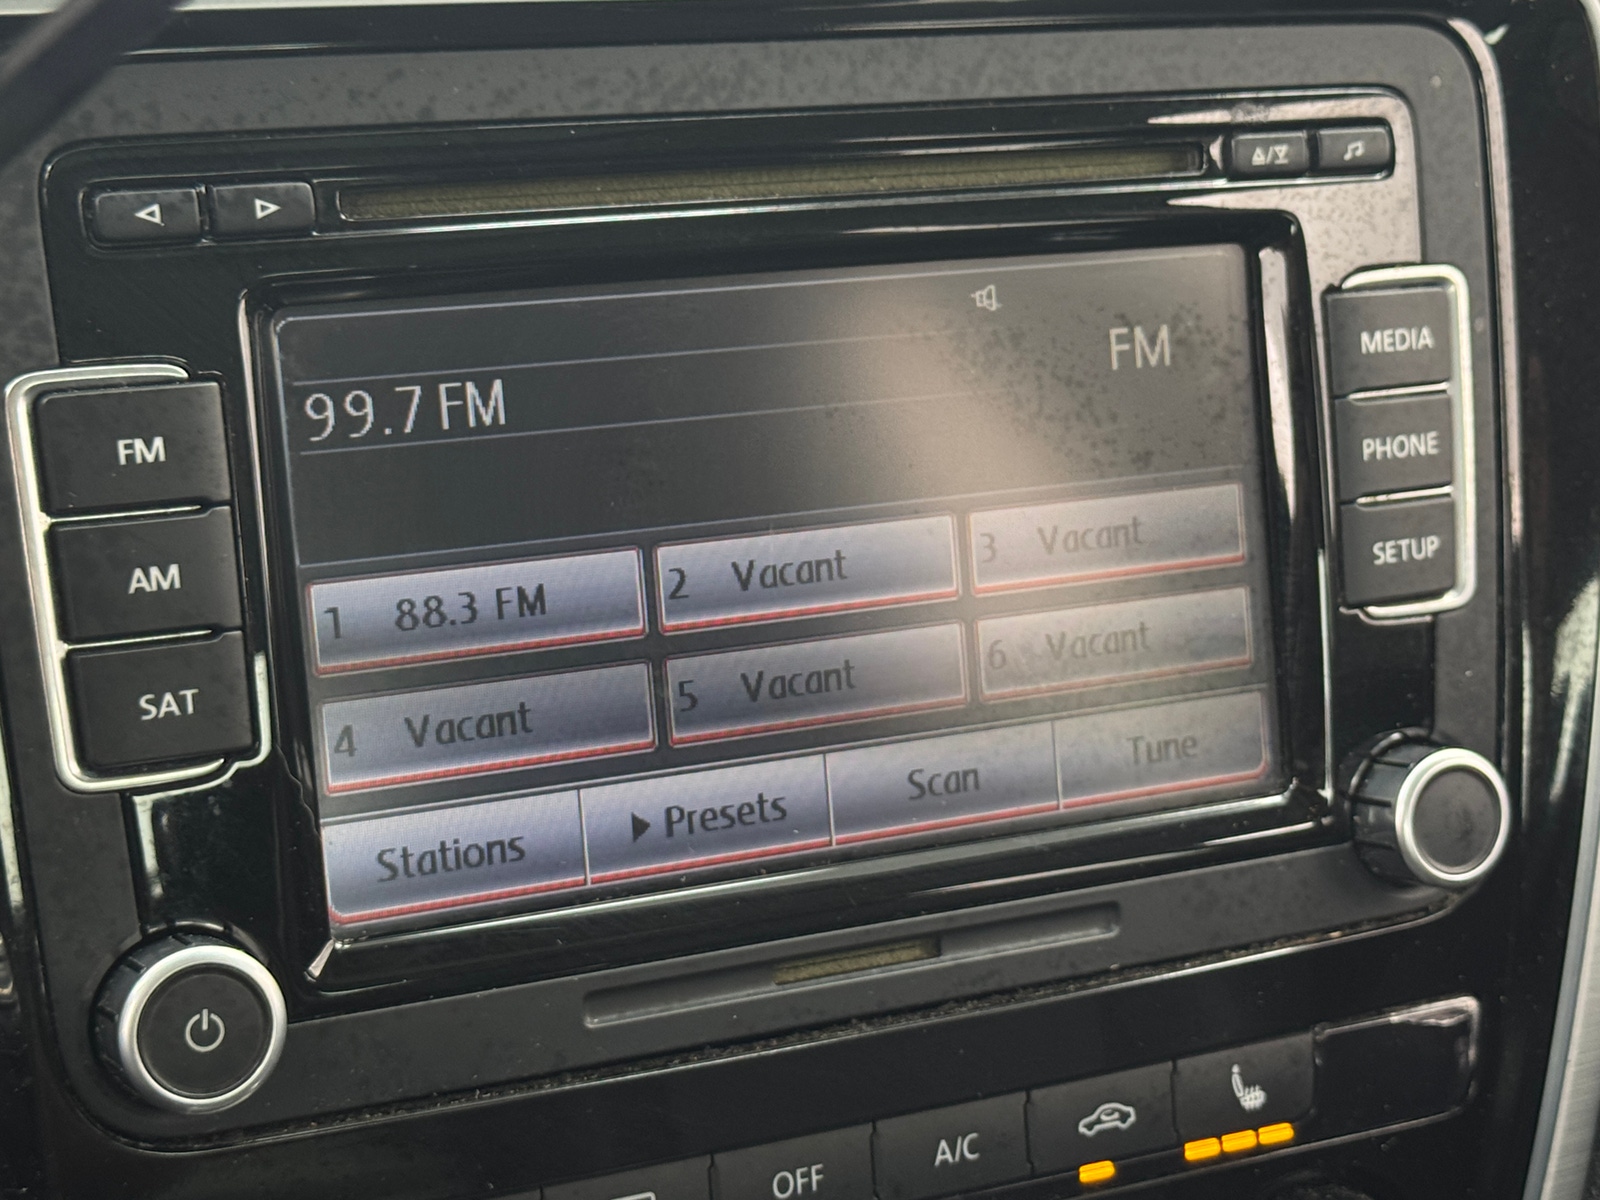 99.7 FM
FM
1 88.3 FM
2 Vacant
3 Vacant
4 Vacant
5 Vacant
6 Vacant
Stations
Presets
Scan
Tune
FM
AM
SAT
MEDIA
PHONE
SETUP
OFF
A/C